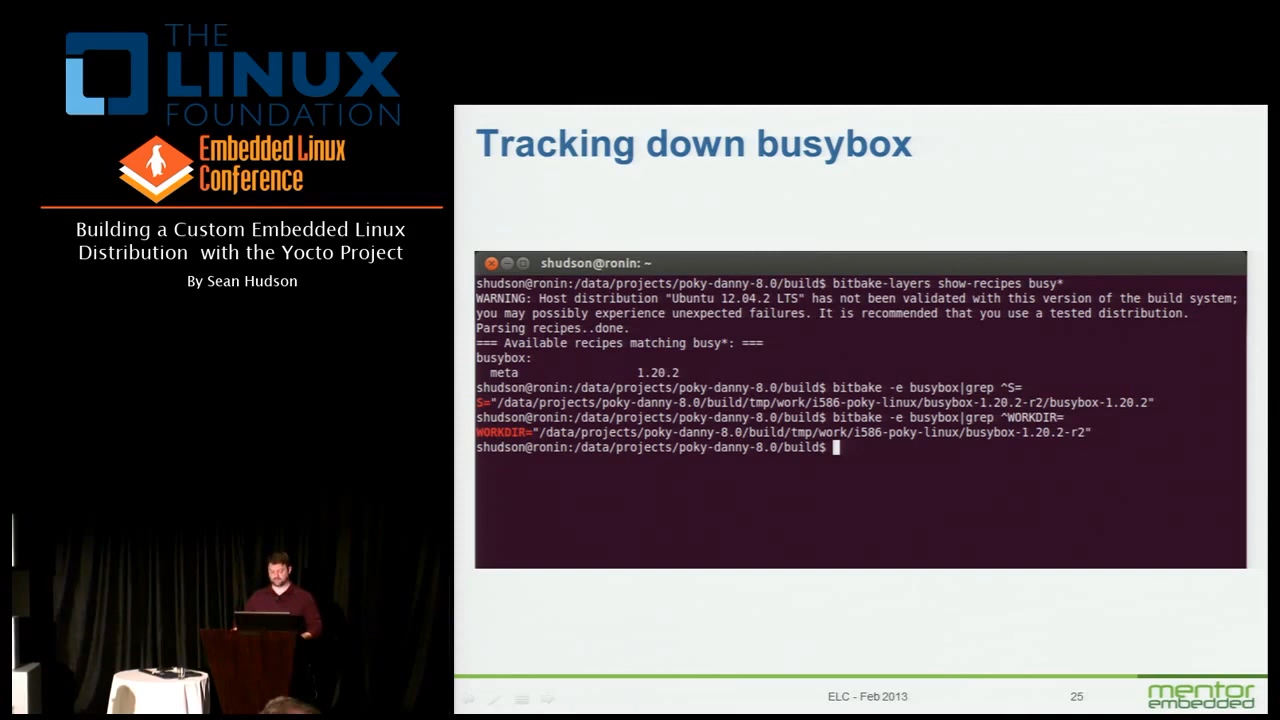 THE
LINUX
FOUNDATION
Embedded Linux
Conference
Building a Custom Embedded Linux
Distribution with the Yocto Project
By Sean Hudson
Tracking down busybox
shudson@ronin: ~
shudson@ronin:/data/projects/poky-danny-8.0/build$ bitbake-layers show-recipes busy*
WARNING: Host distribution "Ubuntu 12.04.2 LTS" has not been validated with this version of the build system;
you may possibly experience unexpected failures. It is recommended that you use a tested distribution.
Parsing recipes..done.
=== Available recipes matching busy*: ===
busybox:
meta 1.20.2
shudson@ronin:/data/projects/poky-danny-8.0/build$ bitbake -e busybox|grep ^S=
S="/data/projects/poky-danny-8.0/build/tmp/work/i586-poky-linux/busybox-1.20.2-r2/busybox-1.20.2"
shudson@ronin:/data/projects/poky-danny-8.0/build$ bitbake -e busybox|grep ^WORKDIR=
WORKDIR="/data/projects/poky-danny-8.0/build/tmp/work/i586-poky-linux/busybox-1.20.2-r2"
shudson@ronin:/data/projects/poky-danny-8.0/build$
ELC - Feb 2013
25
mentor
embedded